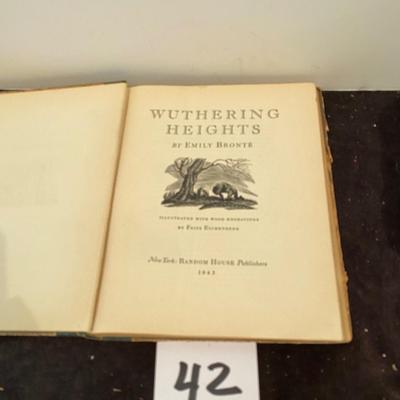 WUTHERING
HEIGHTS
BY EMILY BRONTË
ILLUSTRATED WITH WOOD ENGRAVINGS
BY FRITZ EICHENBERG
New York: RANDOM HOUSE Publishers
1943
42